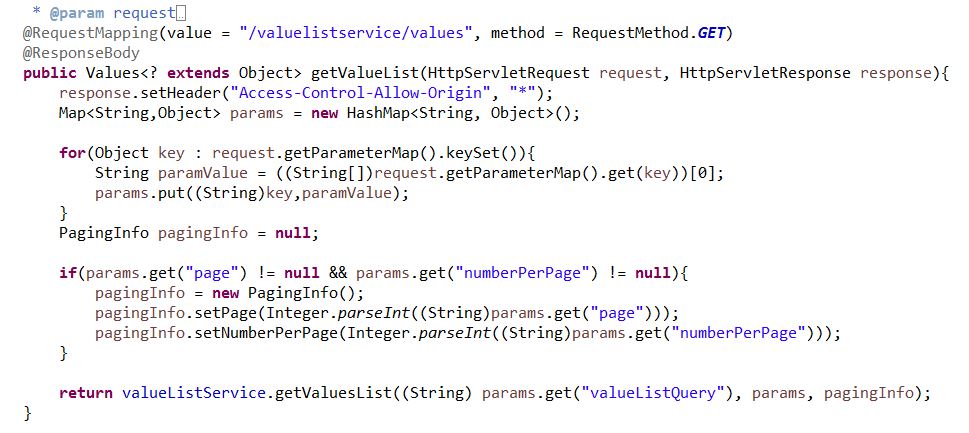 * @param request..
@RequestMapping(value = "/valuelistservice/values", method = RequestMethod.GET)
@ResponseBody
public Values<? extends Object> getValueList(HttpServletRequest request, HttpServletResponse response){
    response.setHeader("Access-Control-Allow-Origin", "*");
    Map<String,Object> params = new HashMap<String, Object>();

    for(Object key : request.getParameterMap().keySet()){
        String paramValue = ((String[])request.getParameterMap().get(key))[0];
        params.put((String)key,paramValue);
    }
    PagingInfo pagingInfo = null;

    if(params.get("page") != null && params.get("numberPerPage") != null){
        pagingInfo = new PagingInfo();
        pagingInfo.setPage(Integer.parseInt((String)params.get("page")));
        pagingInfo.setNumberPerPage(Integer.parseInt((String)params.get("numberPerPage")));
    }

    return valueListService.getValuesList((String) params.get("valueListQuery"), params, pagingInfo);
}